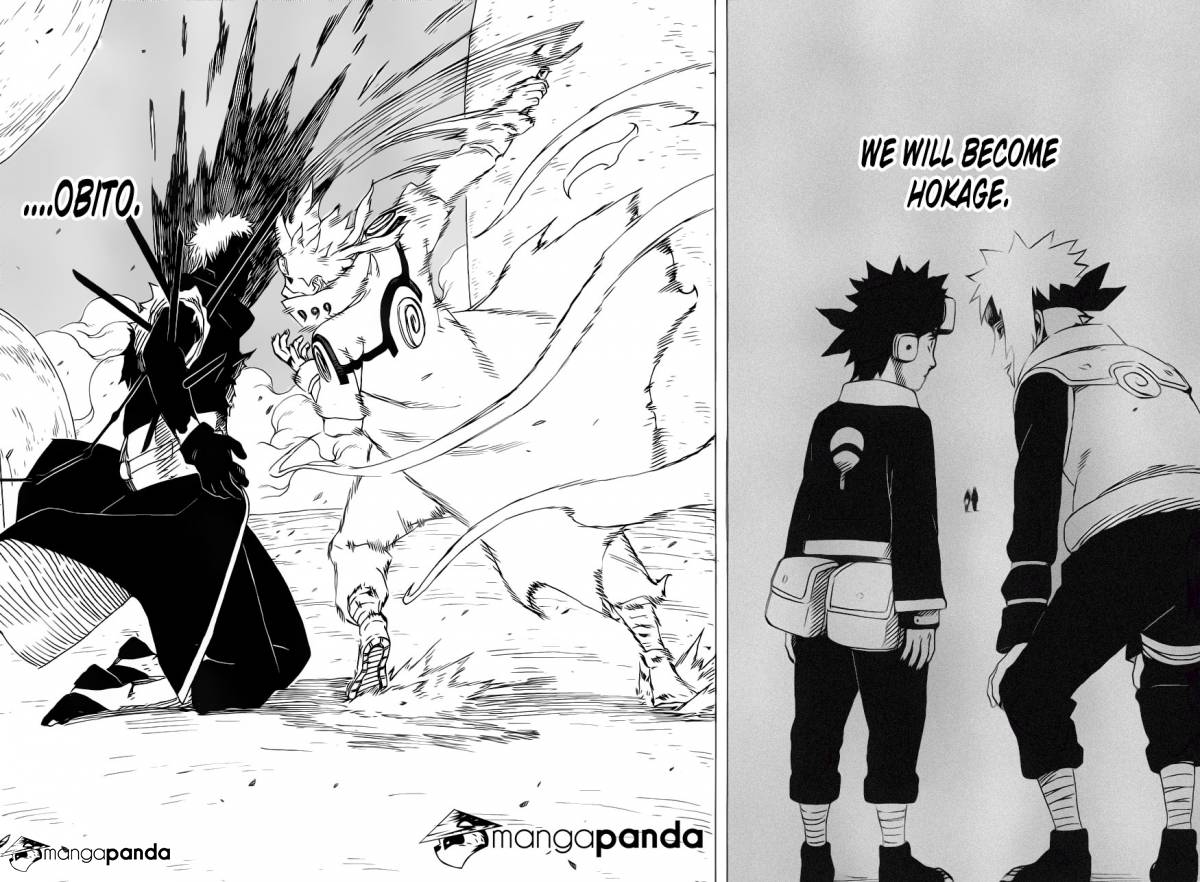 WE WILL BECOME
HOKAGE.
....OBITO.
mangapanda
mangapanda